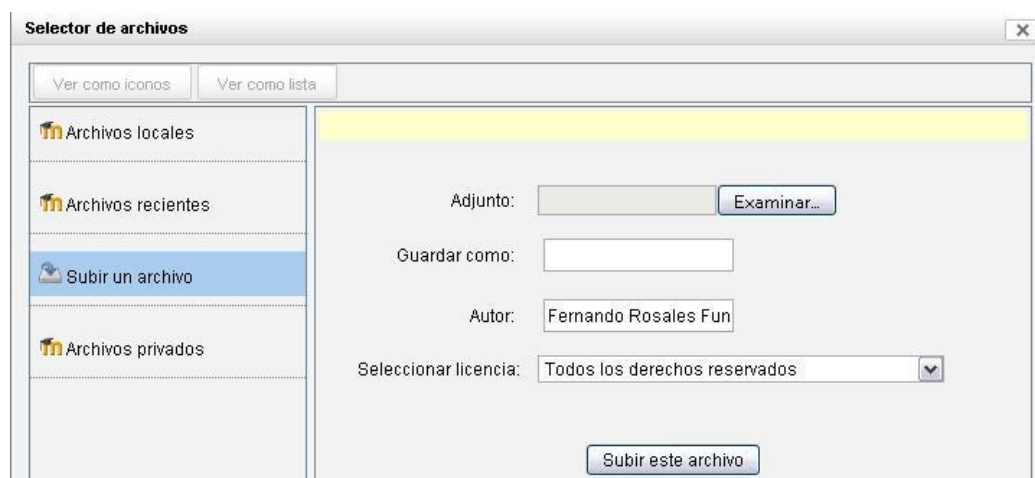 Selector de archivos
Ver como iconos
Ver como lista
Archivos locales
Archivos recientes
Subir un archivo
Archivos privados
Adjunto:
Examinar...
Guardar como:
Autor:
Fernando Rosales Fun
Seleccionar licencia:
Todos los derechos reservados
Subir este archivo